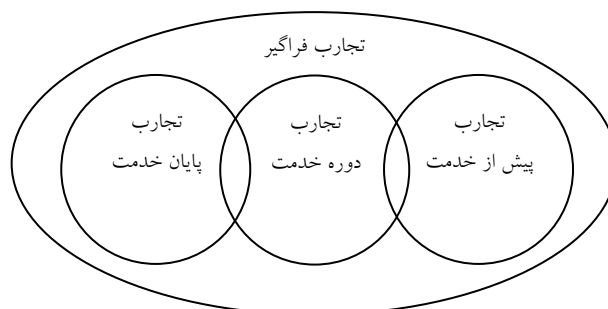 تجارب فراگیر
تجارب
پیش از خدمت
تجارب
دوره خدمت
تجارب
پایان خدمت